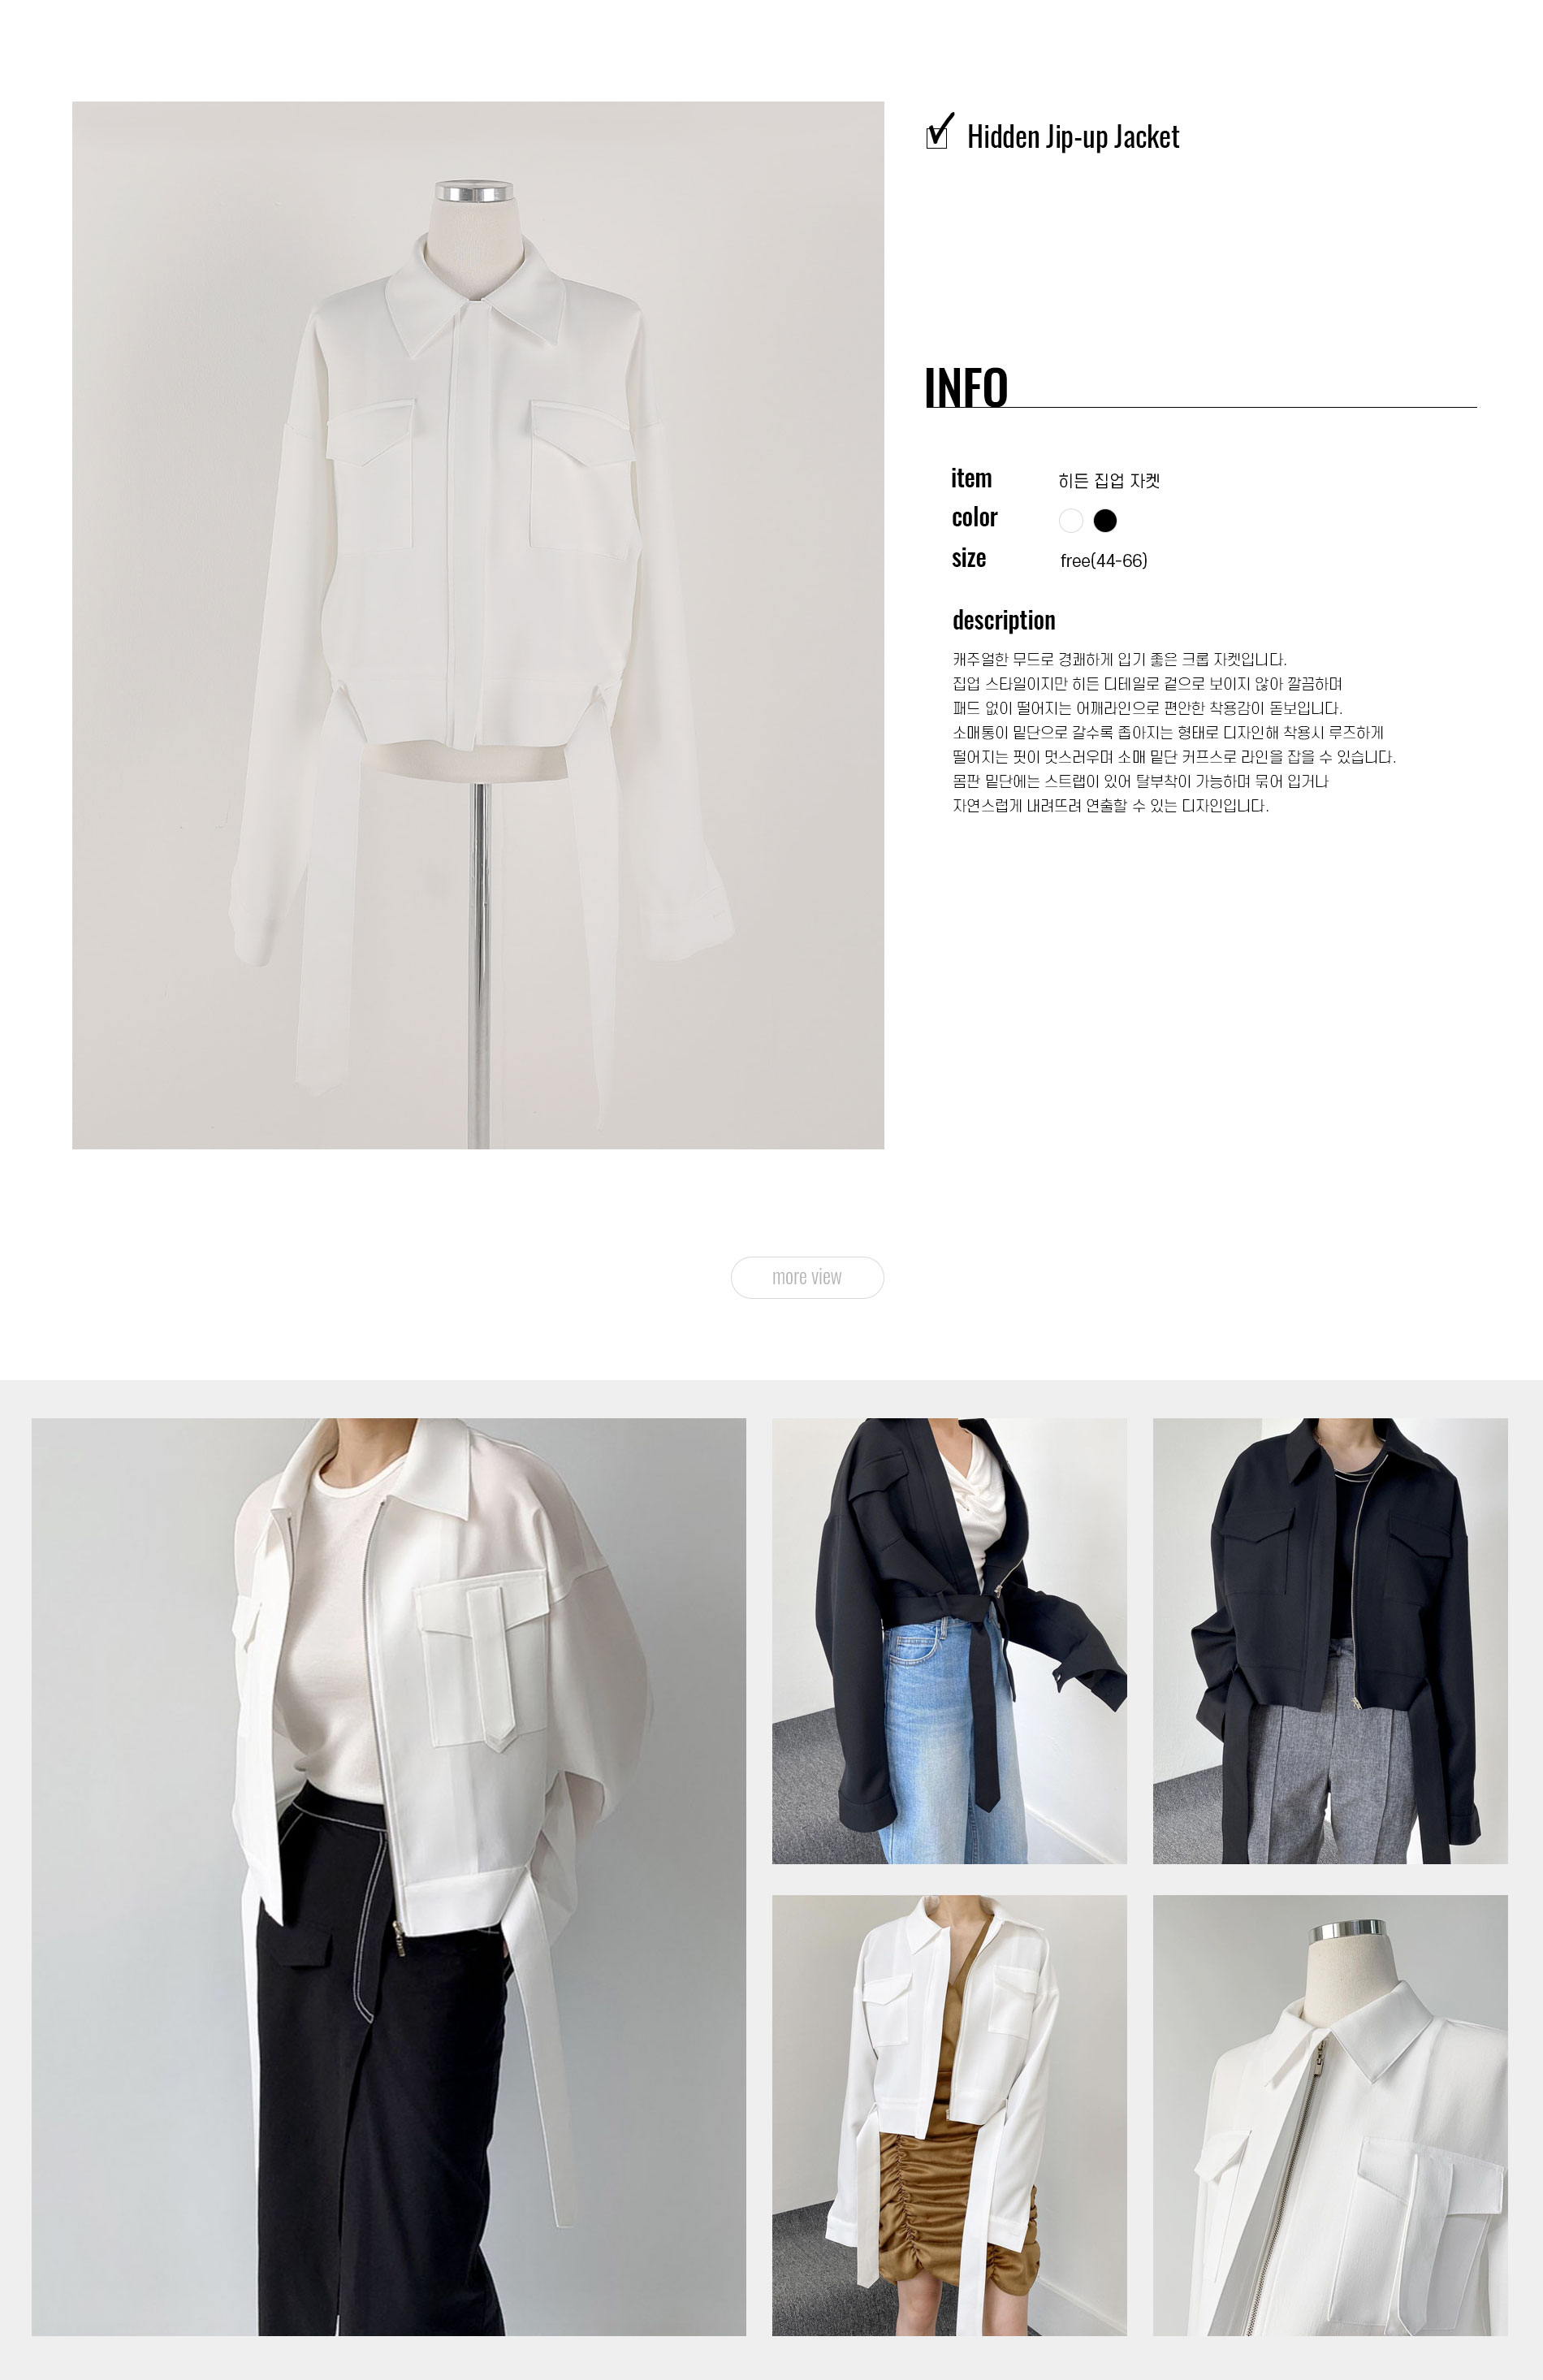 Hidden Jip-up Jacket
INFO
item 히든 집업 자켓
color
size free(44-66)
description
캐주얼한 무드로 경쾌하게 입기 좋은 크롭 자켓입니다.
집업 스타일이지만 히든 디테일로 겉으로 보이지 않아 깔끔하며
패드 없이 떨어지는 어깨라인으로 편안한 착용감이 돋보입니다.
소매통이 밑단으로 갈수록 좁아지는 형태로 디자인해 착용시 루즈하게
떨어지는 핏이 멋스러우며 소매 밑단 커프스로 라인을 잡을 수 있습니다.
몸판 밑단에는 스트랩이 있어 탈부착이 가능하며 묶어 입거나
자연스럽게 내려뜨려 연출할 수 있는 디자인입니다.
more view